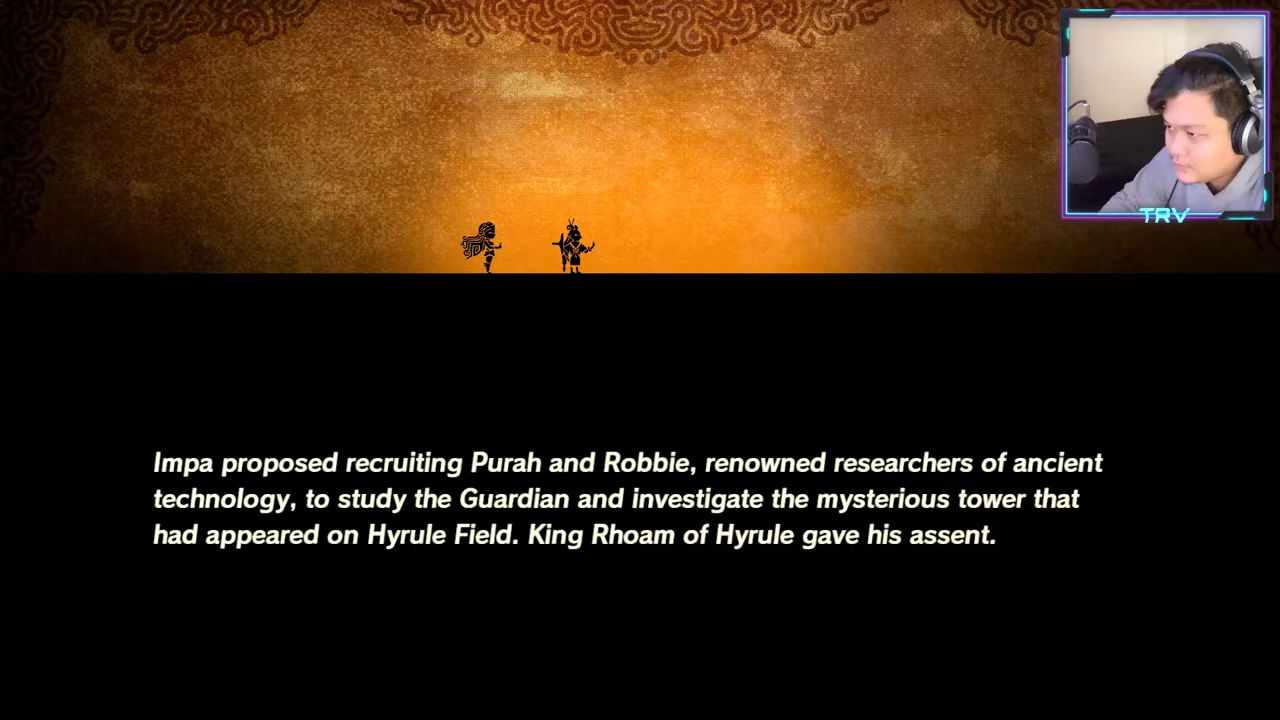 TRV
Impa proposed recruiting Purah and Robbie, renowned researchers of ancient
technology, to study the Guardian and investigate the mysterious tower that
had appeared on Hyrule Field. King Rhoam of Hyrule gave his assent.